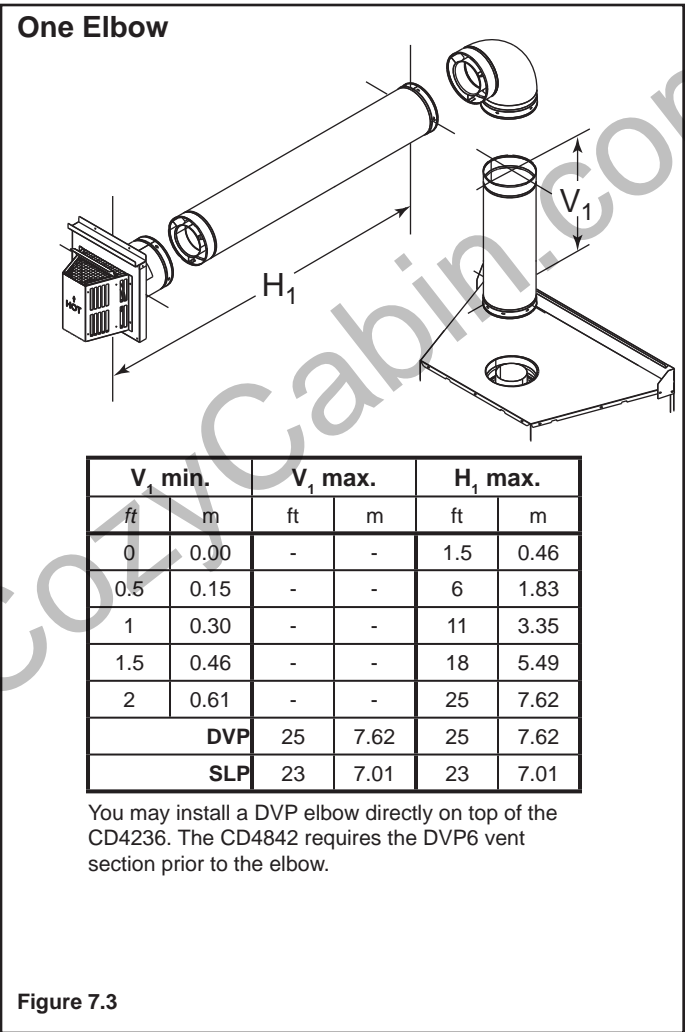 One Elbow
V1
H1
HOT
CozyCabin.com
V1 min. V1 max. H1 max.
ft m ft m ft m
0 0.00 - - 1.5 0.46
0.5 0.15 - - 6 1.83
1 0.30 - - 11 3.35
1.5 0.46 - - 18 5.49
2 0.61 - - 25 7.62
DVP 25 7.62 25 7.62
SLP 23 7.01 23 7.01
You may install a DVP elbow directly on top of the
CD4236. The CD4842 requires the DVP6 vent
section prior to the elbow.
Figure 7.3